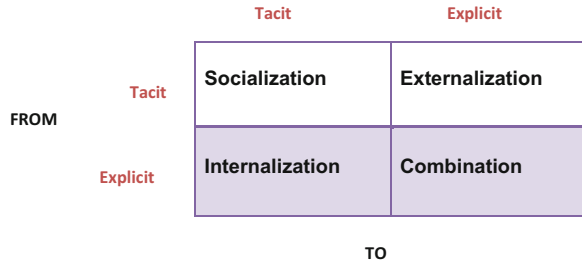 Tacit Explicit
Socialization Externalization
Tacit
FROM
Internalization Combination
Explicit
TO